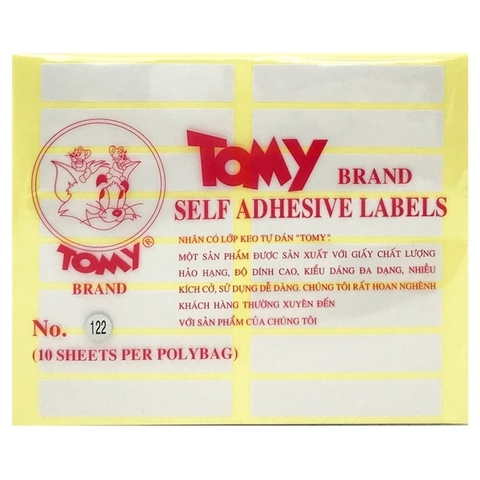 TOMY BRAND
SELF ADHESIVE LABELS
NHÂN CÓ LỚP KEO TỰ DÁN "TOMY".
MỘT SẢN PHẨM ĐƯỢC SẢN XUẤT VỚI GIẤY CHẤT LƯỢNG
HẢO HẠNG, ĐỘ DÍNH CAO, KIỂU DÁNG ĐA DẠNG, NHIỀU
KÍCH CỠ, SỬ DỤNG DỄ DÀNG. CHÚNG TÔI RẤT HOAN NGHÊNH
KHÁCH HÀNG THƯỜNG XUYÊN ĐẾN
VỚI SẢN PHẨM CỦA CHÚNG TÔI
TOMY®
BRAND
No. 122
(10 SHEETS PER POLYBAG)